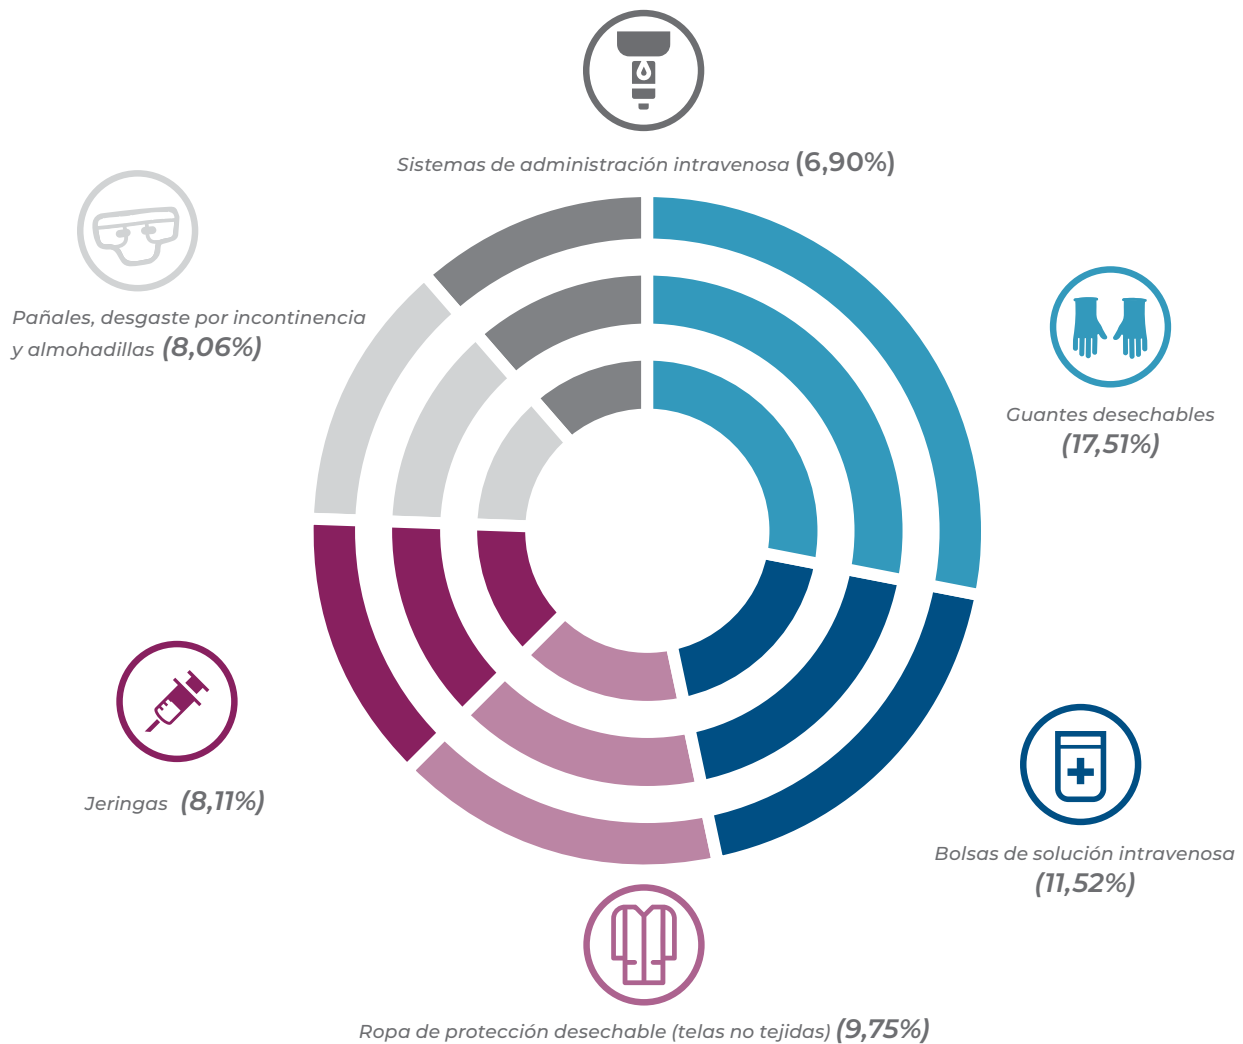 Sistemas de administración intravenosa (6,90%)
Pañales, desgaste por incontinencia
y almohadillas (8,06%)
Guantes desechables
(17,51%)
Jeringas (8,11%)
Bolsas de solución intravenosa
(11,52%)
Ropa de protección desechable (telas no tejidas) (9,75%)